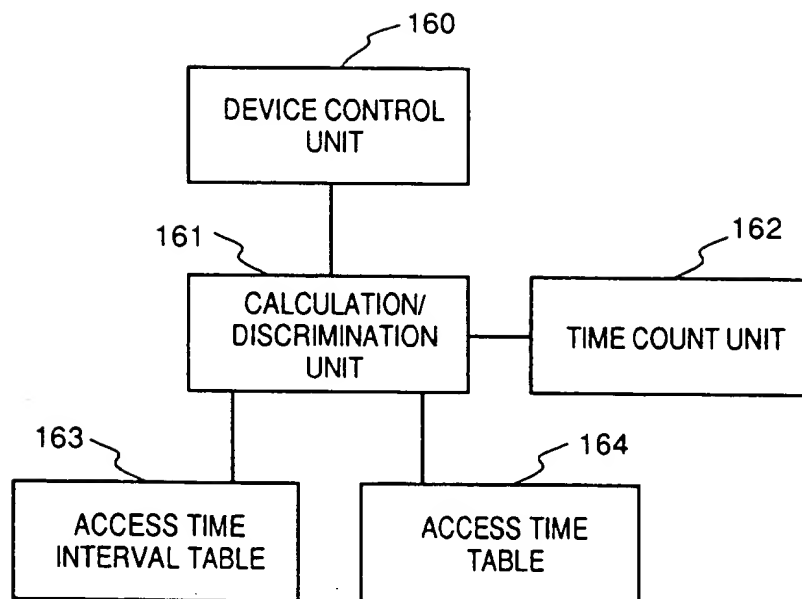 160
DEVICE CONTROL
UNIT
161
162
CALCULATION/
DISCRIMINATION
UNIT
TIME COUNT UNIT
163
164
ACCESS TIME
INTERVAL TABLE
ACCESS TIME
TABLE